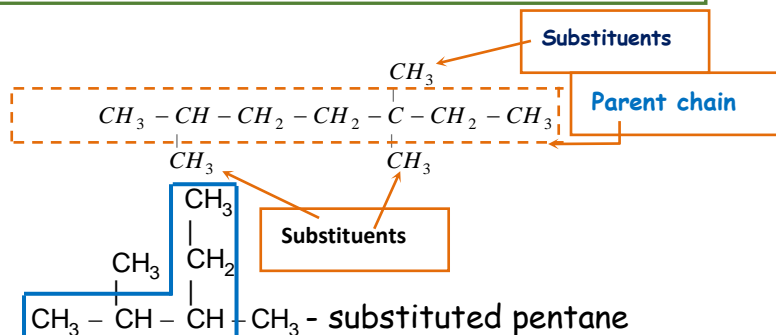 Substituents
CH₃
CH₃ – CH – CH₂ – CH₂ – C – CH₂ – CH₃
Parent chain
CH₃ CH₃
Substituents
CH₃
CH₃ CH₂
CH₃ – CH – CH – CH₃ - substituted pentane